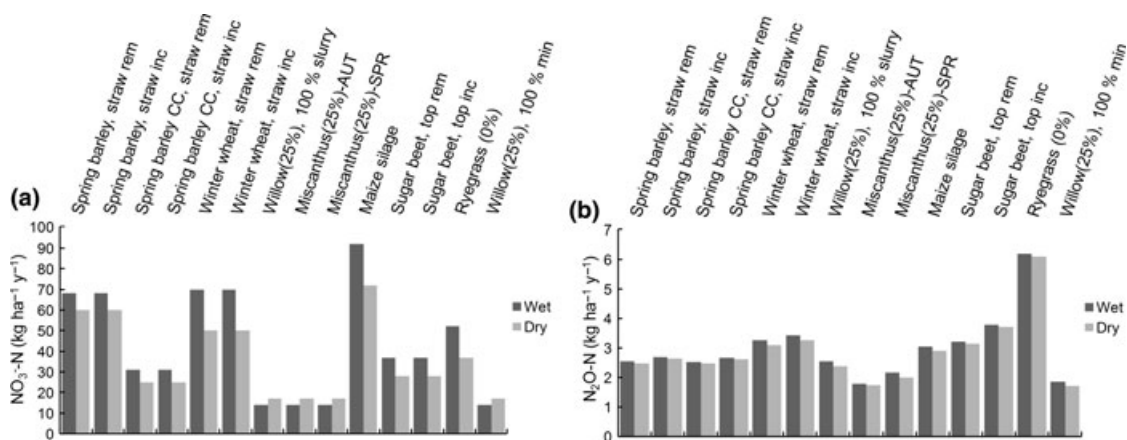 Spring barley, straw rem
Spring barley, straw inc
Spring barley CC, straw rem
Spring barley CC, straw inc
Winter wheat, straw rem
Winter wheat, straw inc
Willow(25%), 100 % slurry
Miscanthus(25%)-AUT
Miscanthus(25%)-SPR
Maize silage
Sugar beet, top rem
Sugar beet, top inc
Ryegrass (0%)
Willow(25%), 100 % min
(a)
100
90
80
70
60
50
40
30
20
10
0
NO₃⁻-N (kg ha⁻¹ y⁻¹)
Wet
Dry
Spring barley, straw rem
Spring barley, straw inc
Spring barley CC, straw rem
Spring barley CC, straw inc
Winter wheat, straw rem
Winter wheat, straw inc
Willow(25%), 100 % slurry
Miscanthus(25%)-AUT
Miscanthus(25%)-SPR
Maize silage
Sugar beet, top rem
Sugar beet, top inc
Ryegrass (0%)
Willow(25%), 100 % min
(b)
7
6
5
4
3
2
1
0
N₂O-N (kg ha⁻¹ y⁻¹)
Wet
Dry